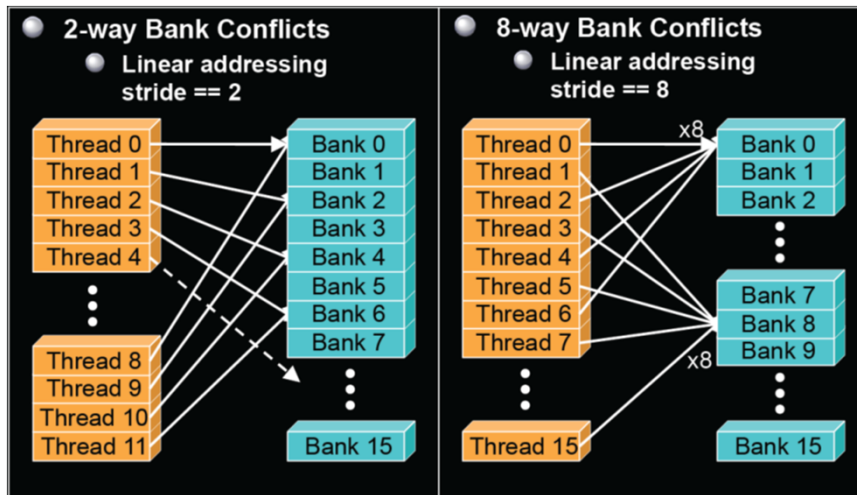 2-way Bank Conflicts
Linear addressing
stride == 2
Thread 0
Thread 1
Thread 2
Thread 3
Thread 4
Thread 8
Thread 9
Thread 10
Thread 11
Bank 0
Bank 1
Bank 2
Bank 3
Bank 4
Bank 5
Bank 6
Bank 7
Bank 15
8-way Bank Conflicts
Linear addressing
stride == 8
Thread 0
Thread 1
Thread 2
Thread 3
Thread 4
Thread 5
Thread 6
Thread 7
Thread 15
x8
Bank 0
Bank 1
Bank 2
Bank 7
Bank 8
Bank 9
x8
Bank 15